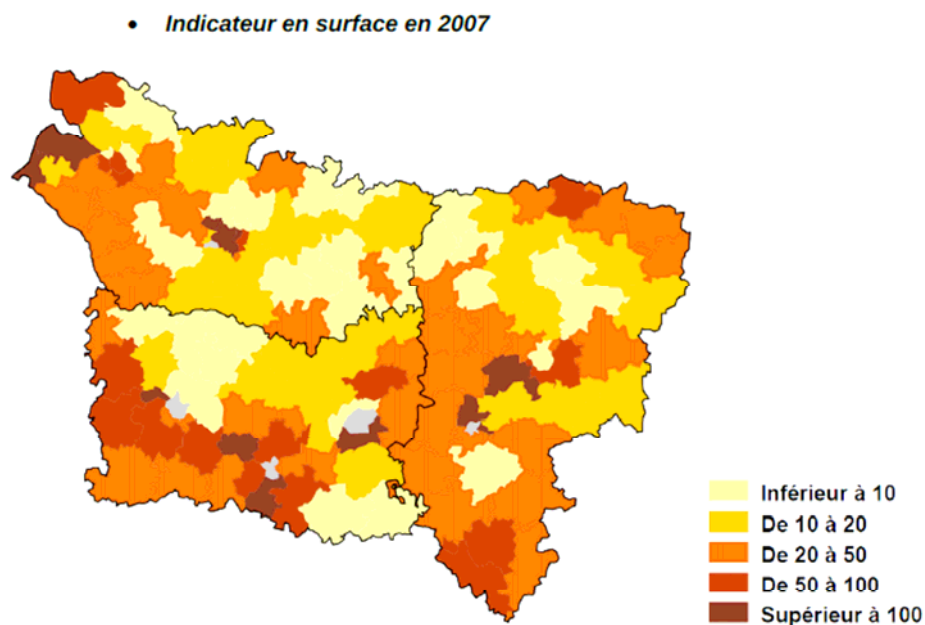 • Indicateur en surface en 2007
Inférieur à 10
De 10 à 20
De 20 à 50
De 50 à 100
Supérieur à 100